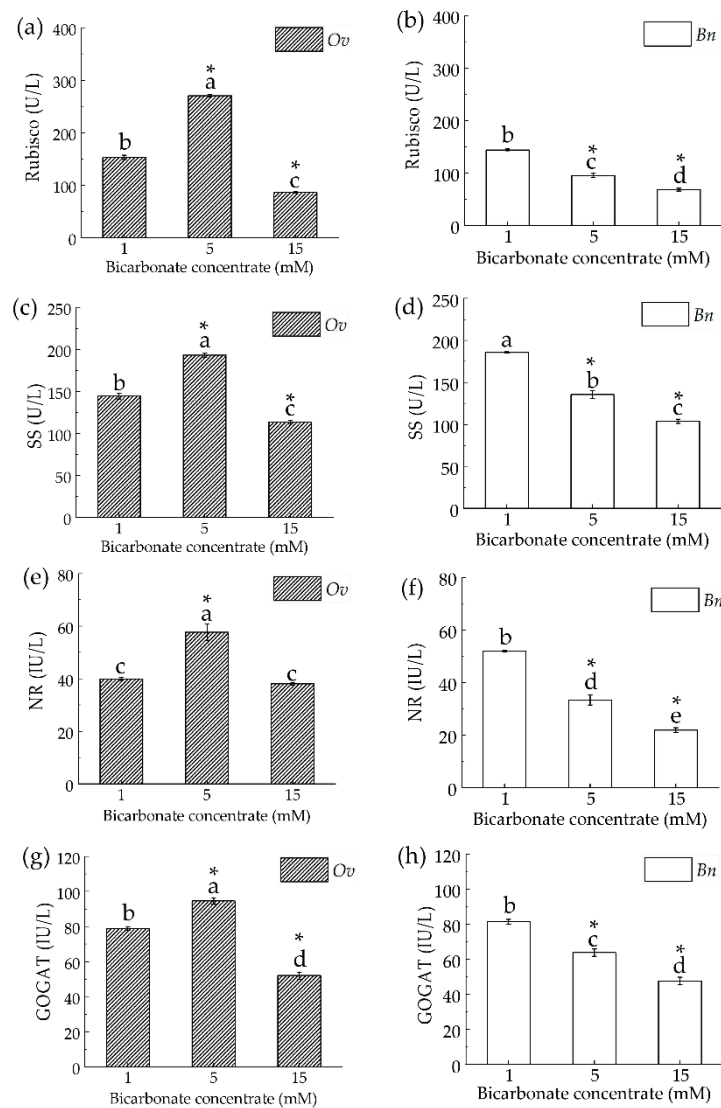 (a)
Ov
400
300
200
100
0
Rubisco (U/L)
b
*
a
*
c
1 5 15
Bicarbonate concentrate (mM)
(b)
Bn
400
300
200
100
0
Rubisco (U/L)
b
*
c
*
d
1 5 15
Bicarbonate concentrate (mM)
(c)
Ov
250
200
150
100
50
0
SS (U/L)
b
*
a
*
c
1 5 15
Bicarbonate concentrate (mM)
(d)
Bn
250
200
150
100
50
0
SS (U/L)
a
*
b
*
c
1 5 15
Bicarbonate concentrate (mM)
(e)
Ov
80
60
40
20
0
NR (IU/L)
c
*
a
c
1 5 15
Bicarbonate concentrate (mM)
(f)
Bn
80
60
40
20
0
NR (IU/L)
b
*
d
*
e
1 5 15
Bicarbonate concentrate (mM)
(g)
Ov
120
100
80
60
40
20
0
GOGAT (IU/L)
b
*
a
*
d
1 5 15
Bicarbonate concentrate (mM)
(h)
Bn
120
100
80
60
40
20
0
GOGAT (IU/L)
b
*
c
*
d
1 5 15
Bicarbonate concentrate (mM)